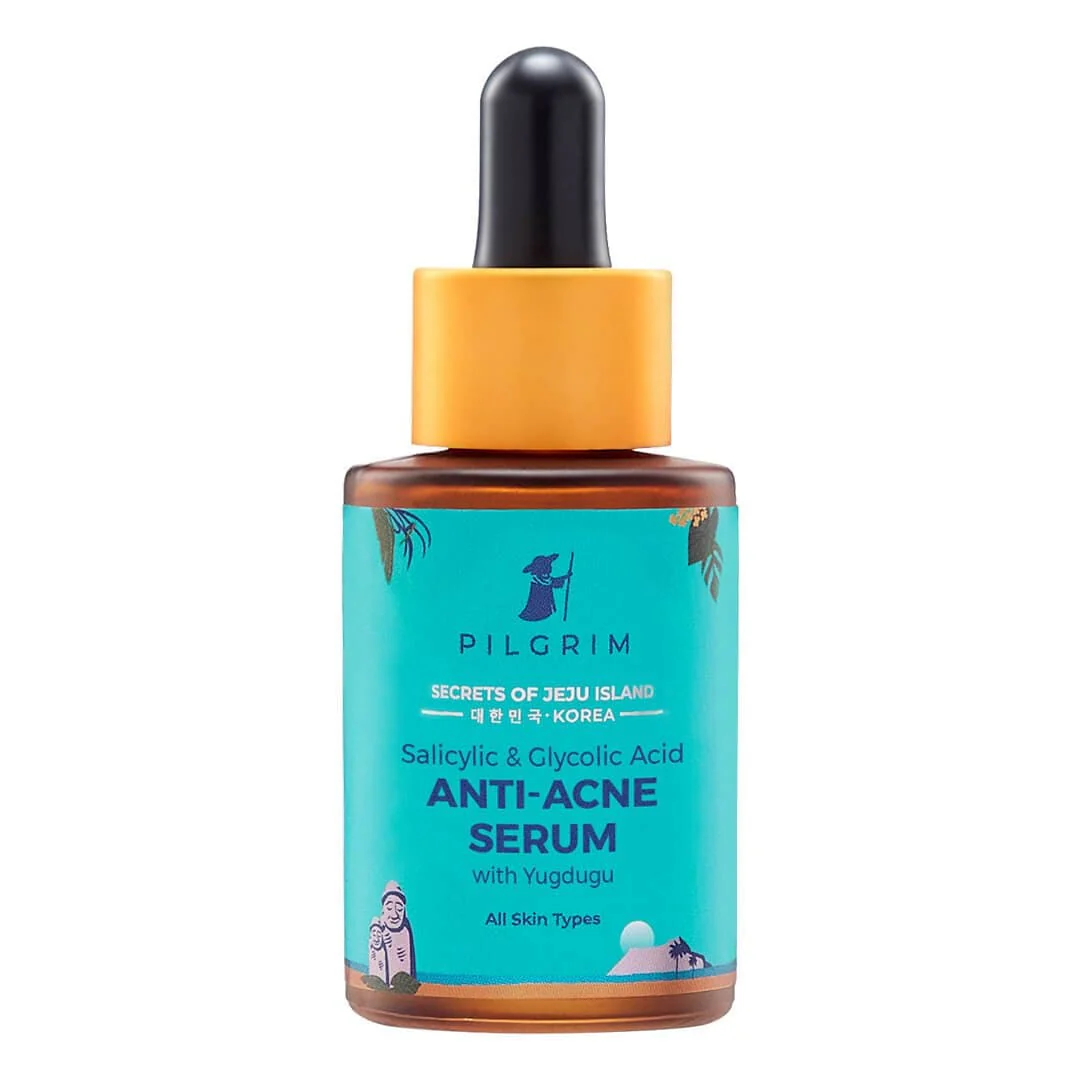 PILGRIM
SECRETS OF JEJU ISLAND
대한민국·KOREA
Salicylic & Glycolic Acid
ANTI-ACNE
SERUM
with Yugdugu
All Skin Types